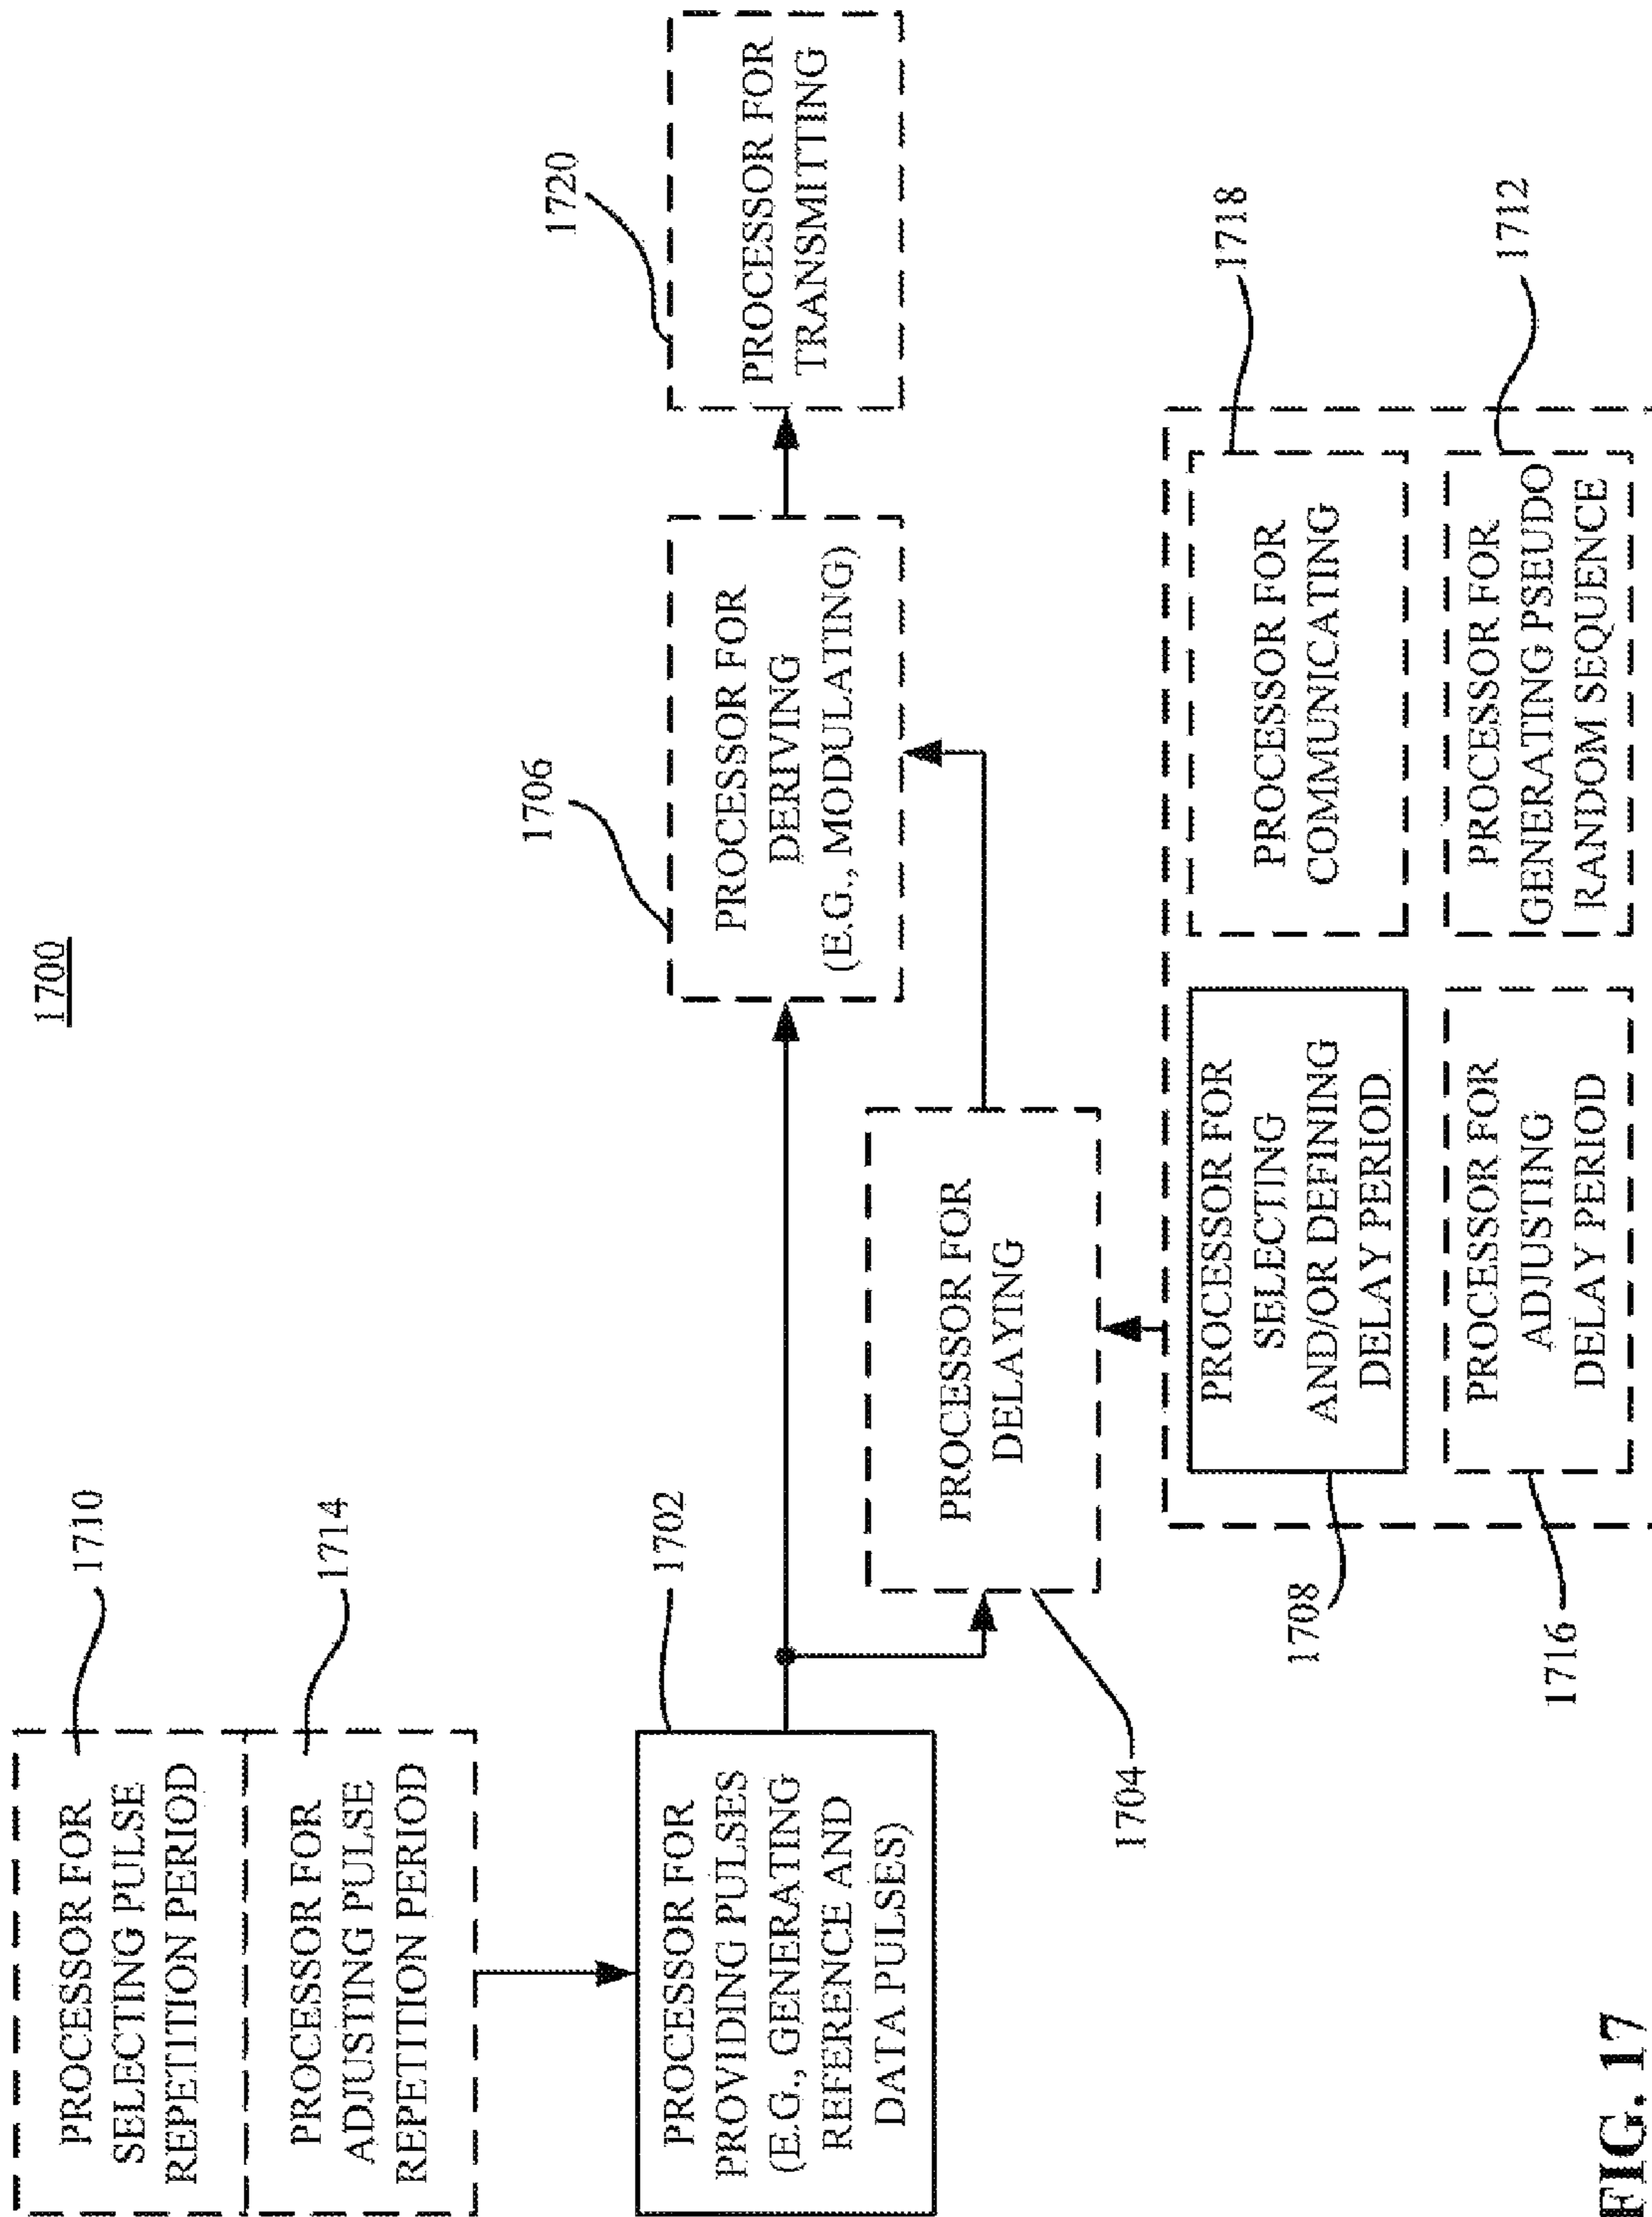 1700
PROCESSOR FOR
SELECTING PULSE
REPETITION PERIOD
1710
PROCESSOR FOR
ADJUSTING PULSE
REPETITION PERIOD
1714
PROCESSOR FOR
PROVIDING PULSES
(E.G., GENERATING
REFERENCE AND
DATA PULSES)
1702
PROCESSOR FOR
DERIVING
(E.G., MODULATING)
1706
PROCESSOR FOR
TRANSMITTING
1720
PROCESSOR FOR
DELAYING
1704
PROCESSOR FOR
SELECTING
AND/OR DEFINING
DELAY PERIOD
1708
PROCESSOR FOR
COMMUNICATING
1718
PROCESSOR FOR
ADJUSTING
DELAY PERIOD
1716
PROCESSOR FOR
GENERATING PSEUDO
RANDOM SEQUENCE
1712
FIG. 17